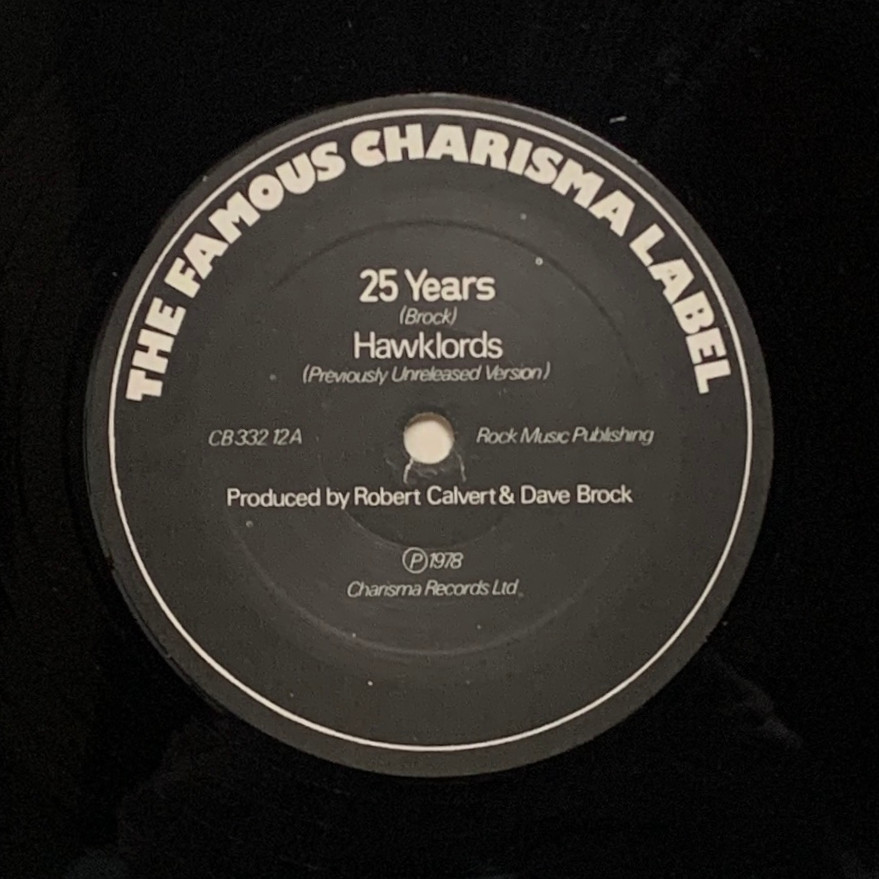 THE FAMOUS CHARISMA LABEL
25 Years
(Brock)
Hawklords
(Previously Unreleased Version)
CB 332 12 A
Rock Music Publishing
Produced by Robert Calvert & Dave Brock
Ⓟ 1978
Charisma Records Ltd.